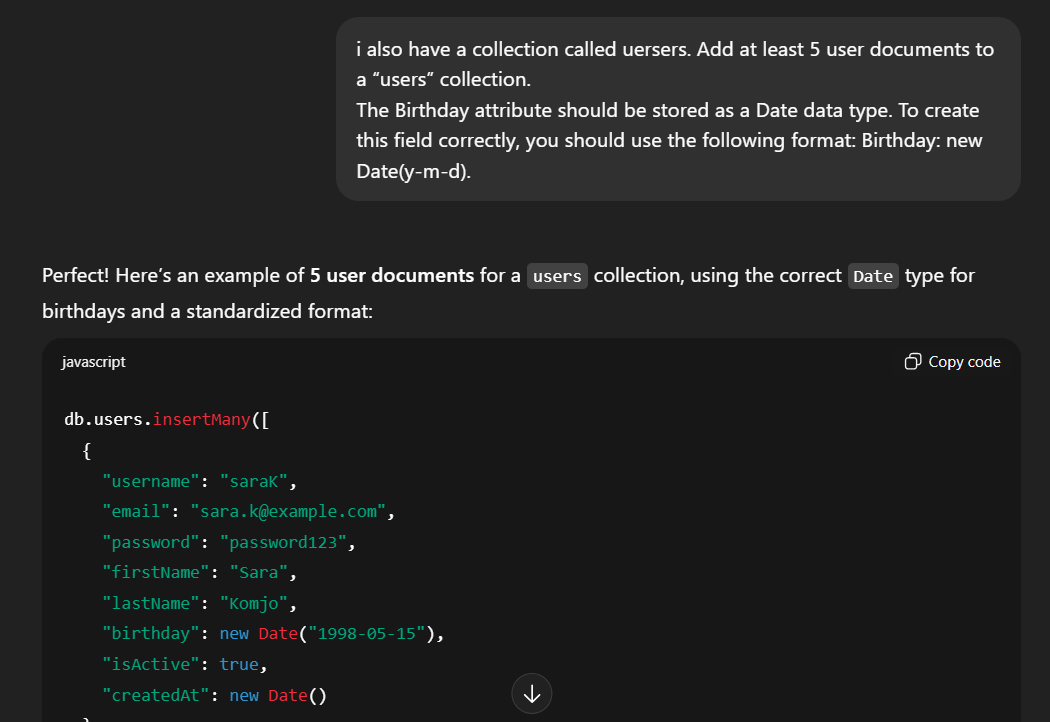 i also have a collection called uersers. Add at least 5 user documents to
a “users” collection.
The Birthday attribute should be stored as a Date data type. To create
this field correctly, you should use the following format: Birthday: new
Date(y-m-d).
Perfect! Here’s an example of 5 user documents for a users collection, using the correct Date type for
birthdays and a standardized format:
javascript
Copy code
db.users.insertMany([
{
"username": "saraK",
"email": "sara.k@example.com",
"password": "password123",
"firstName": "Sara",
"lastName": "Komjo",
"birthday": new Date("1998-05-15"),
"isActive": true,
"createdAt": new Date()